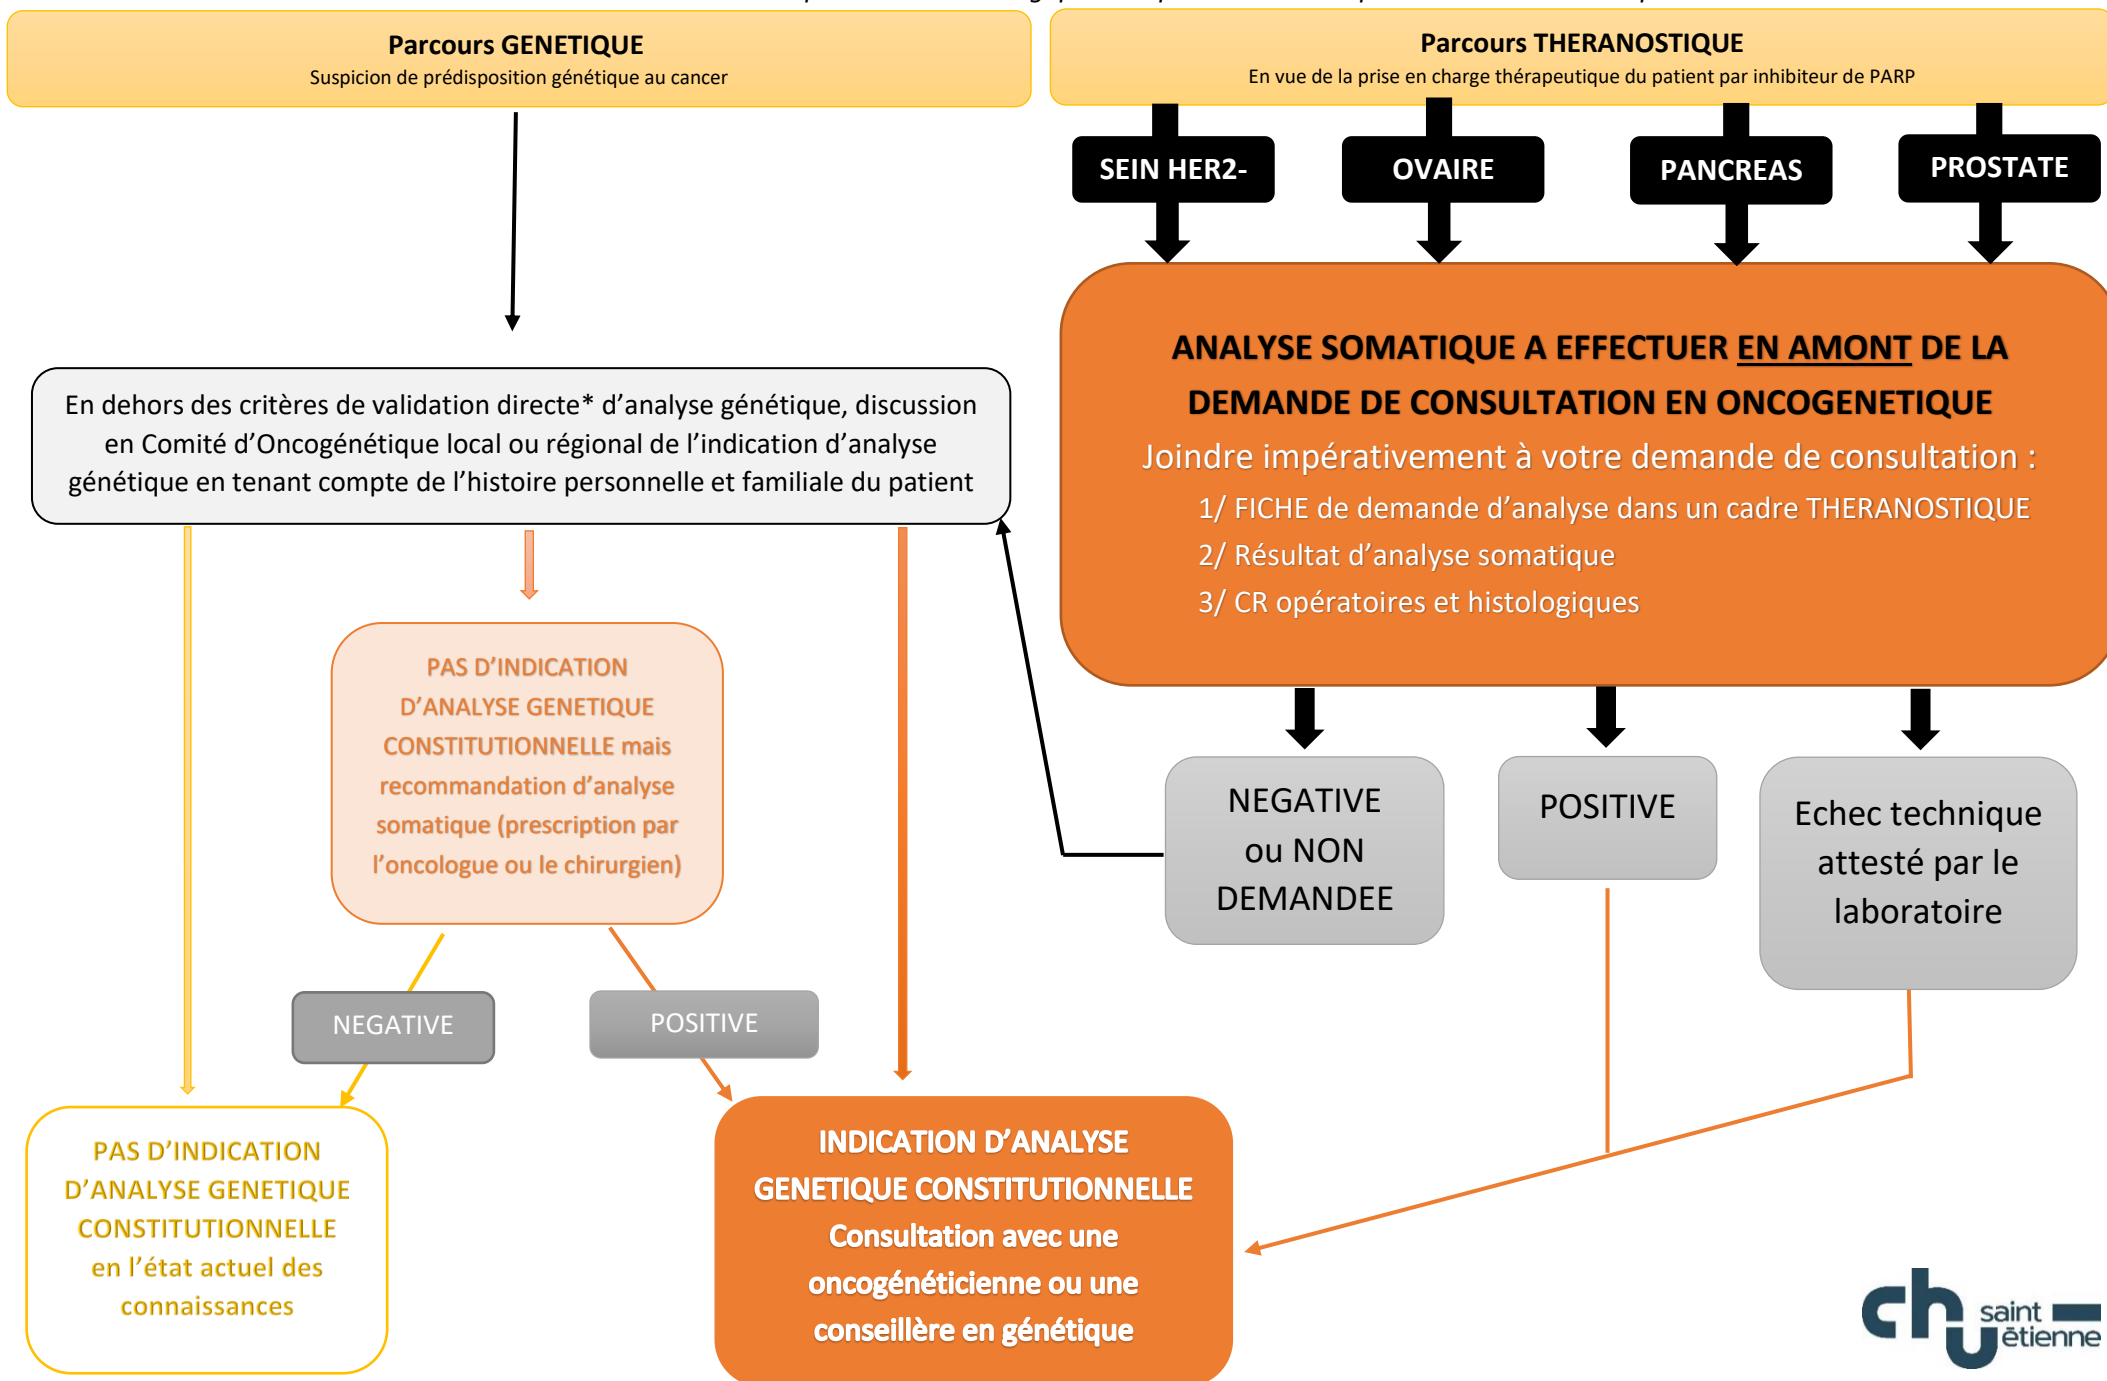 Parcours GENETIQUE
Suspicion de prédisposition génétique au cancer
Parcours THERANOSTIQUE
En vue de la prise en charge thérapeutique du patient par inhibiteur de PARP
SEIN HER2-
OVAIRE
PANCREAS
PROSTATE
ANALYSE SOMATIQUE A EFFECTUER EN AMONT DE LA
DEMANDE DE CONSULTATION EN ONCOGENETIQUE
Joindre impérativement à votre demande de consultation :
1/ FICHE de demande d’analyse dans un cadre THERANOSTIQUE
2/ Résultat d’analyse somatique
3/ CR opératoires et histologiques
En dehors des critères de validation directe* d’analyse génétique, discussion
en Comité d’Oncogénétique local ou régional de l’indication d’analyse
génétique en tenant compte de l’histoire personnelle et familiale du patient
PAS D’INDICATION
D’ANALYSE GENETIQUE
CONSTITUTIONNELLE mais
recommandation d’analyse
somatique (prescription par
l’oncologue ou le chirurgien)
NEGATIVE
ou NON
DEMANDEE
POSITIVE
Echec technique
attesté par le
laboratoire
NEGATIVE
POSITIVE
PAS D’INDICATION
D’ANALYSE GENETIQUE
CONSTITUTIONNELLE
en l’état actuel des
connaissances
INDICATION D’ANALYSE
GENETIQUE CONSTITUTIONNELLE
Consultation avec une
oncogénéticienne ou une
conseillère en génétique
chu
saint
étienne